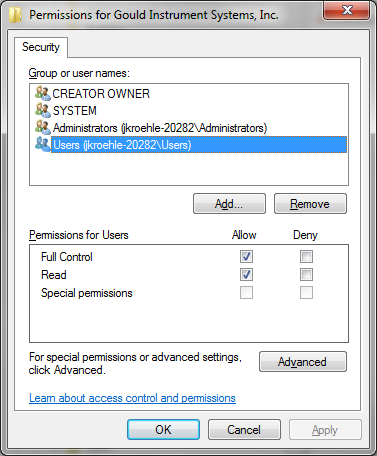 Permissions for Gould Instrument Systems, Inc.
Security
Group or user names:
CREATOR OWNER
SYSTEM
Administrators (jkroehle-20282\Administrators)
Users (jkroehle-20282\Users)
Add...
Remove
Permissions for Users Allow Deny
Full Control
Read
Special permissions
For special permissions or advanced settings,
click Advanced.
Advanced
Learn about access control and permissions
OK Cancel Apply